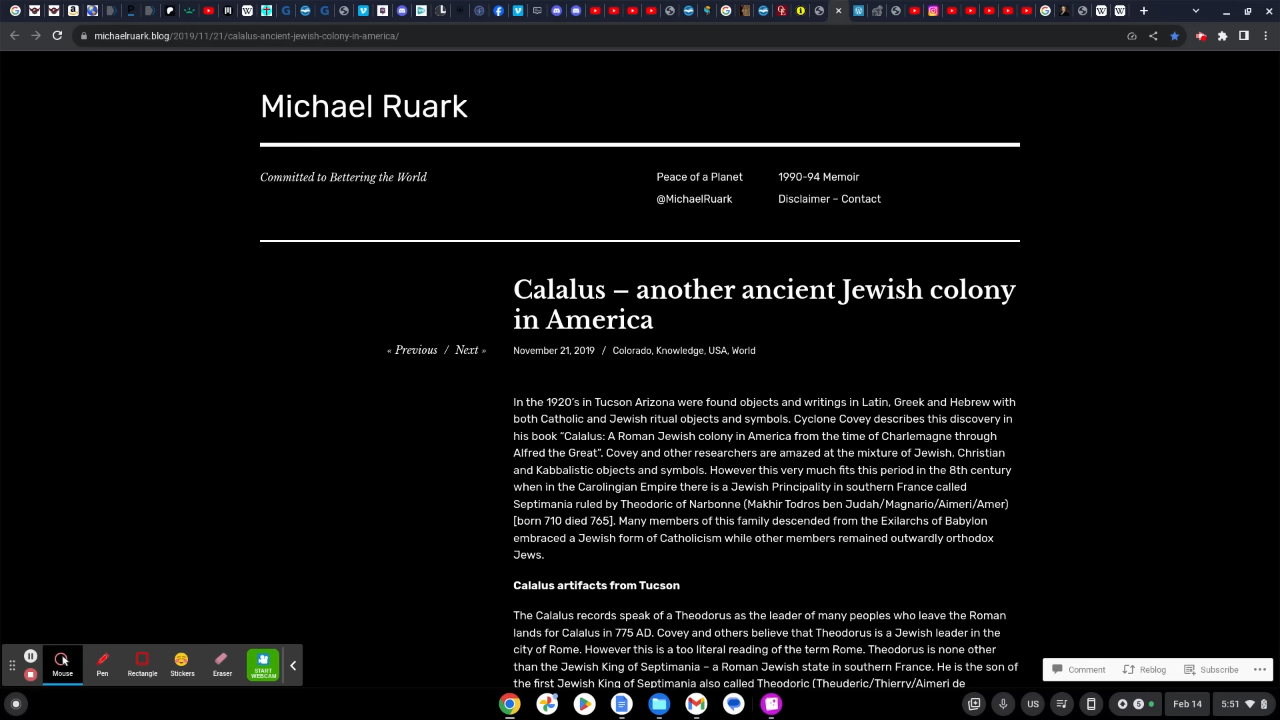 michaelruark.blog/2019/11/21/calalus-ancient-jewish-colony-in-america/
Michael Ruark
Committed to Bettering the World
Peace of a Planet
1990-94 Memoir
@MichaelRuark
Disclaimer – Contact
Calalus – another ancient Jewish colony
in America
« Previous / Next »
November 21, 2019 / Colorado, Knowledge, USA, World
In the 1920's in Tucson Arizona were found objects and writings in Latin, Greek and Hebrew with
both Catholic and Jewish ritual objects and symbols. Cyclone Covey describes this discovery in
his book "Calalus: A Roman Jewish colony in America from the time of Charlemagne through
Alfred the Great". Covey and other researchers are amazed at the mixture of Jewish, Christian
and Kabbalistic objects and symbols. However this very much fits this period in the 8th century
when in the Carolingian Empire there is a Jewish Principality in southern France called
Septimania ruled by Theodoric of Narbonne (Makhir Todros ben Judah/Magnario/Aimeri/Amer)
[born 710 died 765]. Many members of this family descended from the Exilarchs of Babylon
embraced a Jewish form of Catholicism while other members remained outwardly orthodox
Jews.
Calalus artifacts from Tucson
The Calalus records speak of a Theodorus as the leader of many peoples who leave the Roman
lands for Calalus in 775 AD. Covey and others believe that Theodorus is a Jewish leader in the
city of Rome. However this is a too literal reading of the term Rome. Theodorus is none other
than the Jewish King of Septimania – a Roman Jewish state in southern France. He is the son of
the first Jewish King of Septimania also called Theodoric (Theuderic/Thierry/Aimeri de
Mouse
Pen
Rectangle
Stickers
Eraser
START
WEBCAM
Comment
Reblog
Subscribe
US
5
Feb 14
5:51